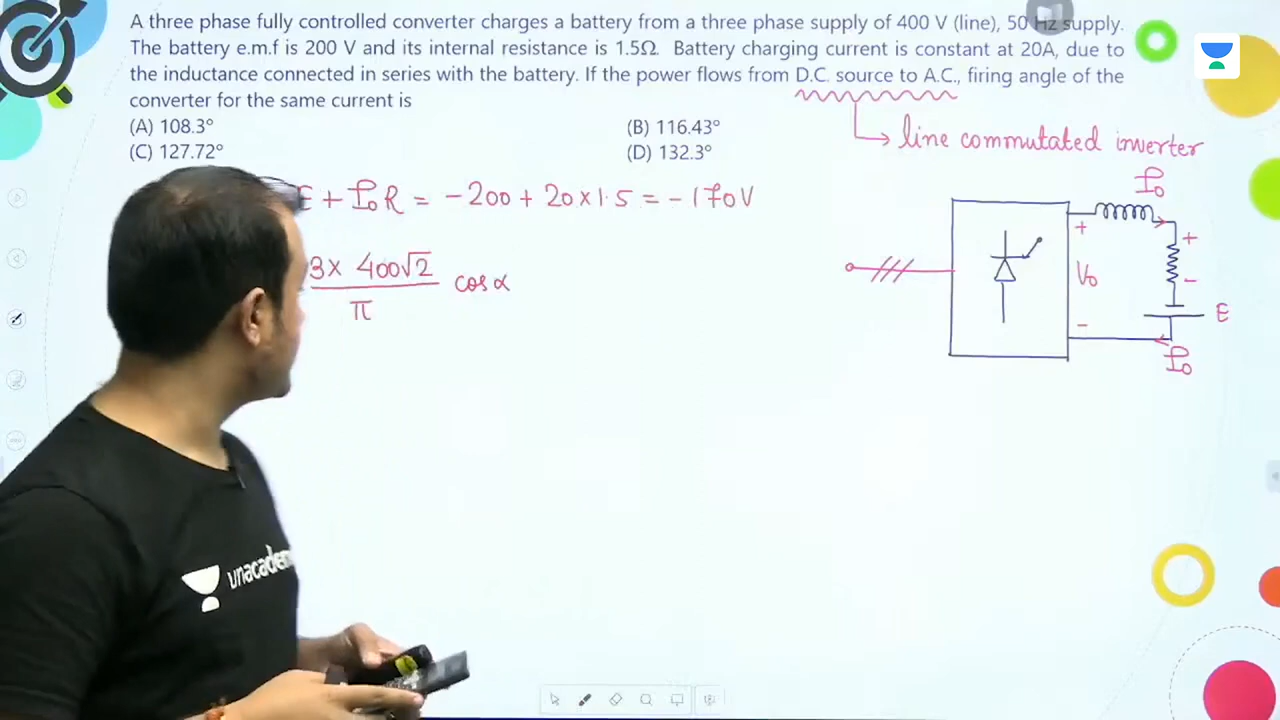 A three phase fully controlled converter charges a battery from a three phase supply of 400 V (line), 50 Hz supply.
The battery e.m.f is 200 V and its internal resistance is 1.5Ω. Battery charging current is constant at 20A, due to
the inductance connected in series with the battery. If the power flows from D.C. source to A.C., firing angle of the
converter for the same current is
(A) 108.3° (B) 116.43°
(C) 127.72° (D) 132.3°
line commutated inverter
E + I₀R = -200 + 20×1.5 = -170V
3× 400√2 / π cosα
I₀
+
+
V₀
-
-
E
I₀
unacadem